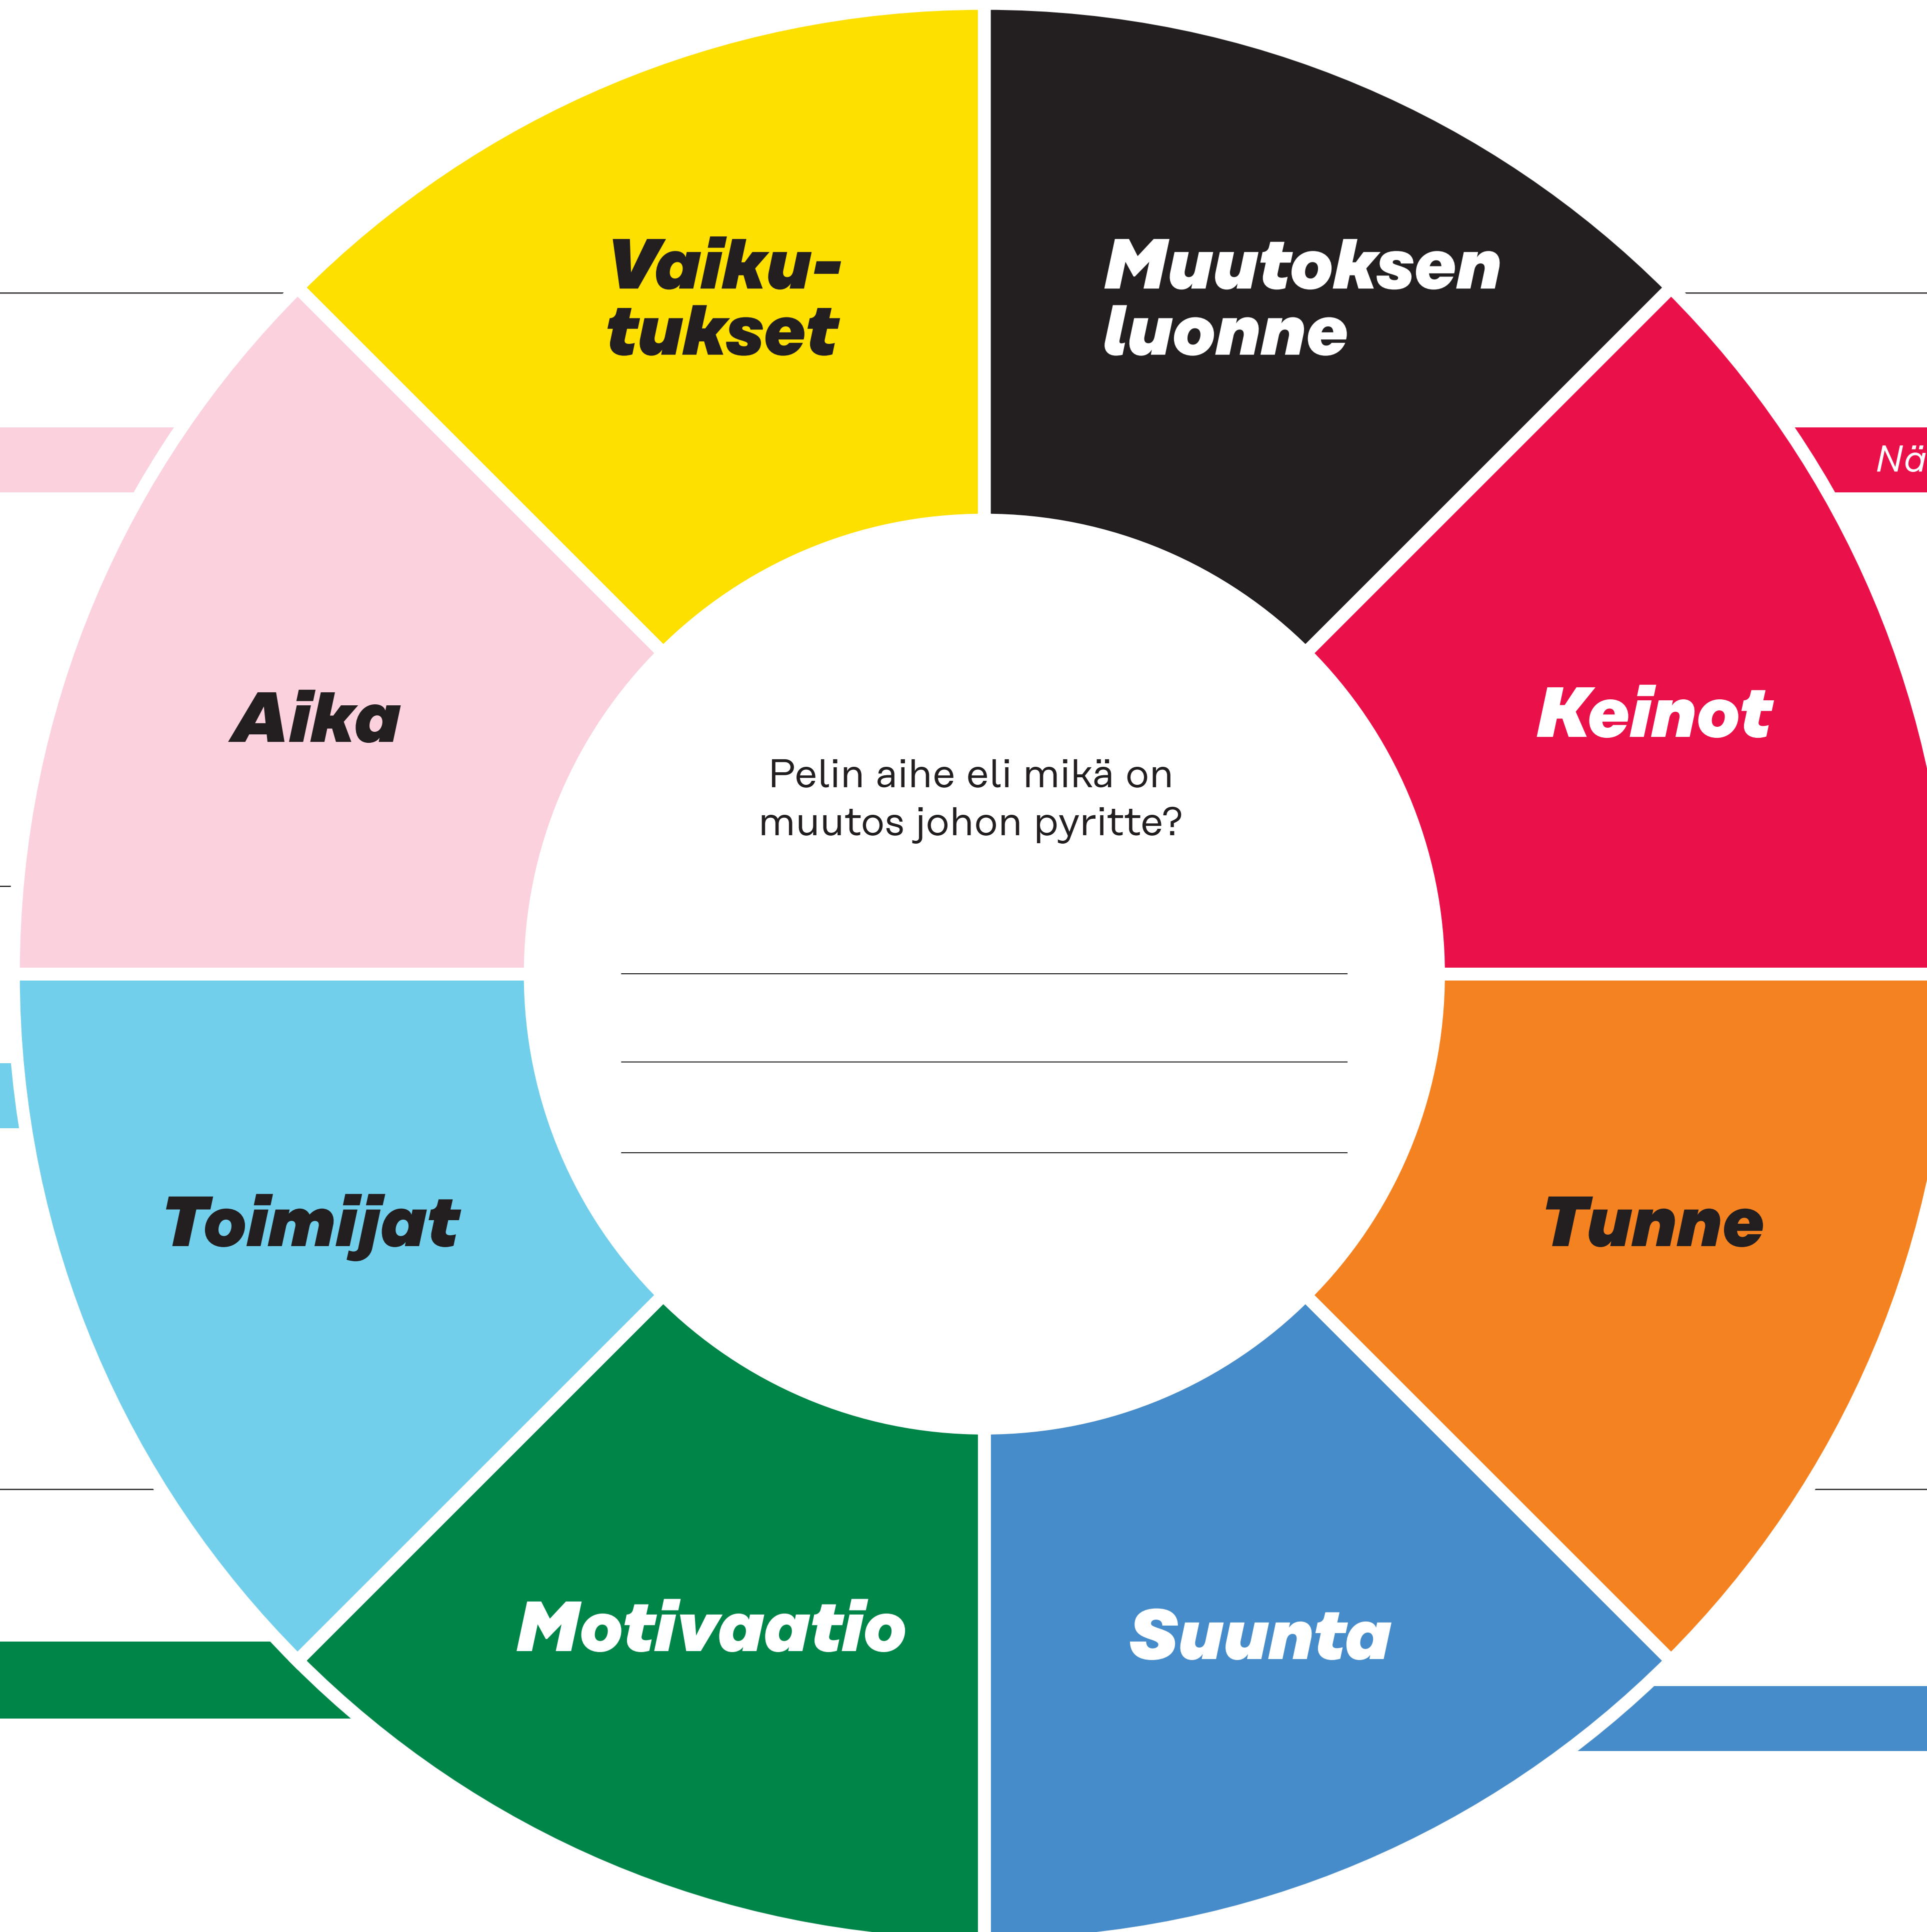 Vaiku-
tukset
Muutoksen
luonne
Aika
Keinot
Pelin aihe eli mikä on
muutos johon pyritte?
Toimijat
Tunne
Motivaatio
Suunta